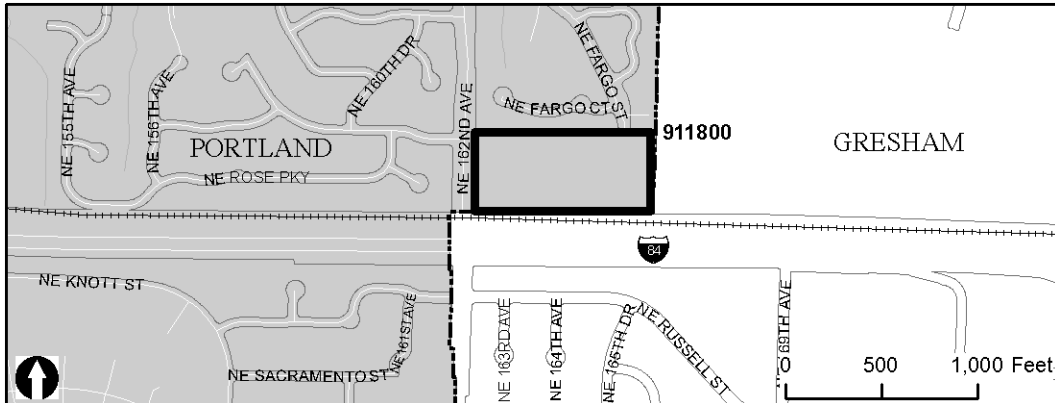 NE 155TH AVE
NE 156TH AVE
NE 160TH DR
NE 162ND AVE
NE FARGO ST
NE FARGO CT
911800
PORTLAND
GRESHAM
NE ROSE PKY
84
NE KNOTT ST
NE 161ST AVE
NE SACRAMENTO ST
NE 163RD AVE
NE 164TH AVE
NE 165TH DR
NE RUSSELL ST
169TH AVE
0 500 1,000 Feet